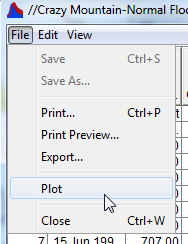 //Crazy Mountain-Normal Floo
File Edit View
Save Ctrl+S
Save As...
Print... Ctrl+P
Print Preview...
Export...
Plot
Close Ctrl+W
7 15 Jun 199 707.00